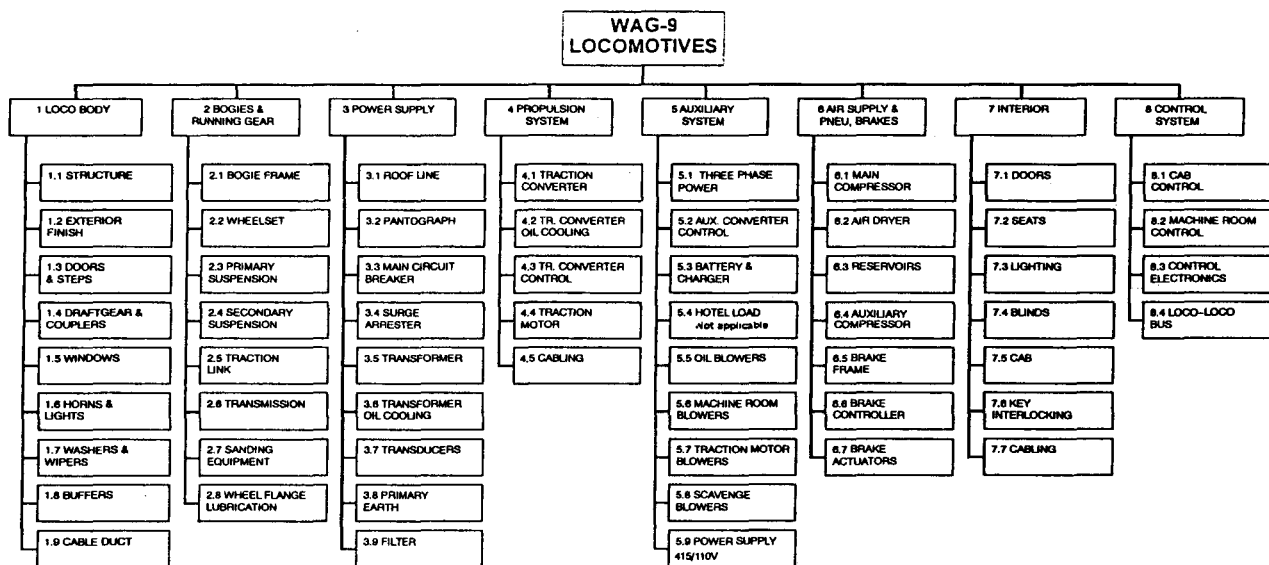 WAG-9
LOCOMOTIVES
1 LOCO BODY
1.1 STRUCTURE
1.2 EXTERIOR
FINISH
1.3 DOORS
& STEPS
1.4 DRAFTGEAR &
COUPLERS
1.5 WINDOWS
1.6 HORNS &
LIGHTS
1.7 WASHERS &
WIPERS
1.8 BUFFERS
1.9 CABLE DUCT
2 BOGIES &
RUNNING GEAR
2.1 BOGIE FRAME
2.2 WHEELSET
2.3 PRIMARY
SUSPENSION
2.4 SECONDARY
SUSPENSION
2.5 TRACTION
LINK
2.6 TRANSMISSION
2.7 SANDING
EQUIPMENT
2.8 WHEEL FLANGE
LUBRICATION
3 POWER SUPPLY
3.1 ROOF LINE
3.2 PANTOGRAPH
3.3 MAIN CIRCUIT
BREAKER
3.4 SURGE
ARRESTER
3.5 TRANSFORMER
3.6 TRANSFORMER
OIL COOLING
3.7 TRANSDUCERS
3.8 PRIMARY
EARTH
3.9 FILTER
4 PROPULSION
SYSTEM
4.1 TRACTION
CONVERTER
4.2 TR. CONVERTER
OIL COOLING
4.3 TR. CONVERTER
CONTROL
4.4 TRACTION
MOTOR
4.5 CABLING
5 AUXILIARY
SYSTEM
5.1 THREE PHASE
POWER
5.2 AUX. CONVERTER
CONTROL
5.3 BATTERY &
CHARGER
5.4 HOTEL LOAD
Not applicable
5.5 OIL BLOWERS
5.6 MACHINE ROOM
BLOWERS
5.7 TRACTION MOTOR
BLOWERS
5.8 SCAVENGE
BLOWERS
5.9 POWER SUPPLY
415/110V
6 AIR SUPPLY &
PNEU, BRAKES
6.1 MAIN
COMPRESSOR
6.2 AIR DRYER
6.3 RESERVOIRS
6.4 AUXILIARY
COMPRESSOR
6.5 BRAKE
FRAME
6.6 BRAKE
CONTROLLER
6.7 BRAKE
ACTUATORS
7 INTERIOR
7.1 DOORS
7.2 SEATS
7.3 LIGHTING
7.4 BLINDS
7.5 CAB
7.6 KEY
INTERLOCKING
7.7 CABLING
8 CONTROL
SYSTEM
8.1 CAB
CONTROL
8.2 MACHINE ROOM
CONTROL
8.3 CONTROL
ELECTRONICS
8.4 LOCO-LOCO
BUS